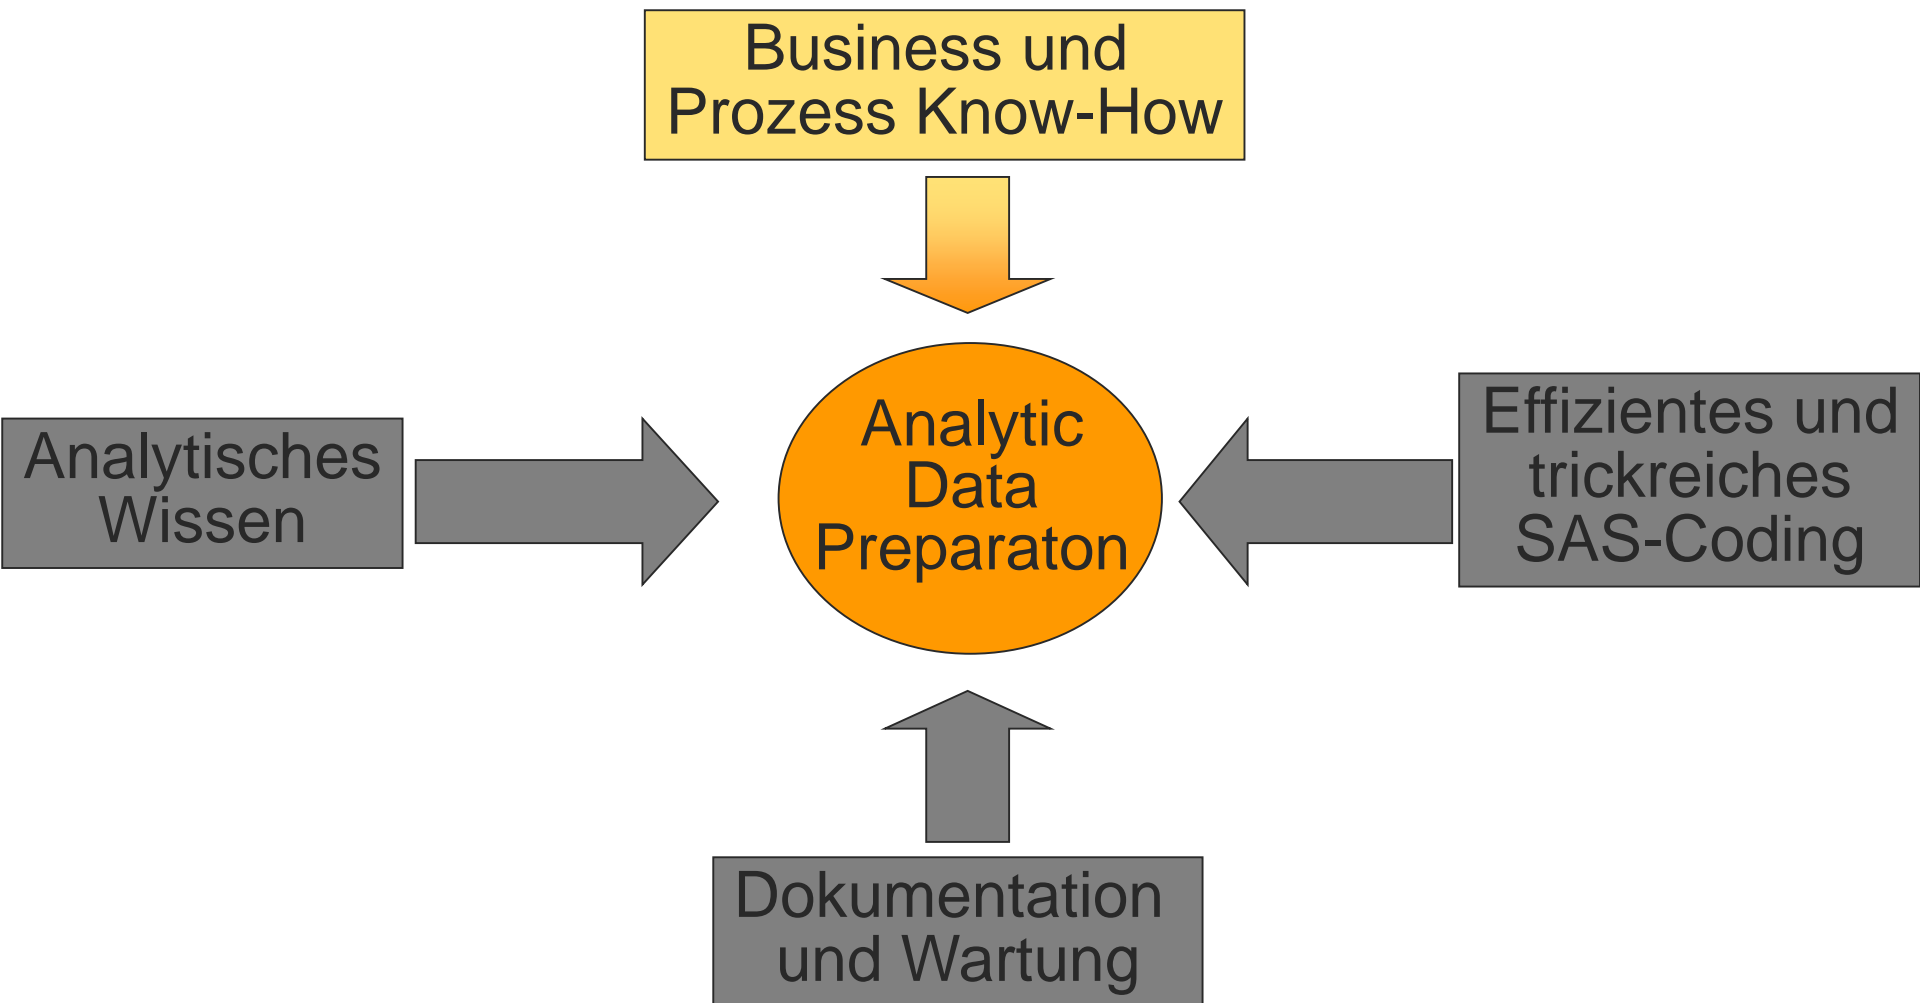 Business und
Prozess Know-How
Analytisches
Wissen
Analytic
Data
Preparaton
Effizientes und
trickreiches
SAS-Coding
Dokumentation
und Wartung